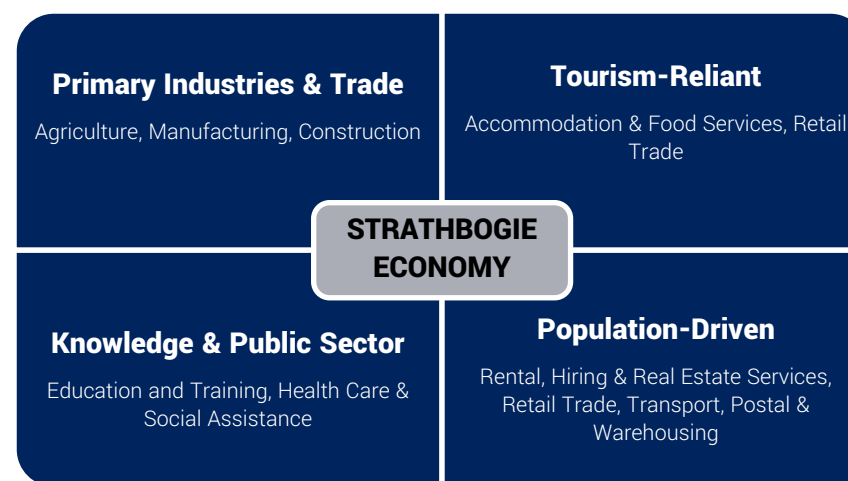 Primary Industries & Trade
Agriculture, Manufacturing, Construction
Tourism-Reliant
Accommodation & Food Services, Retail
Trade
STRATHBOGIE
ECONOMY
Knowledge & Public Sector
Education and Training, Health Care &
Social Assistance
Population-Driven
Rental, Hiring & Real Estate Services,
Retail Trade, Transport, Postal &
Warehousing